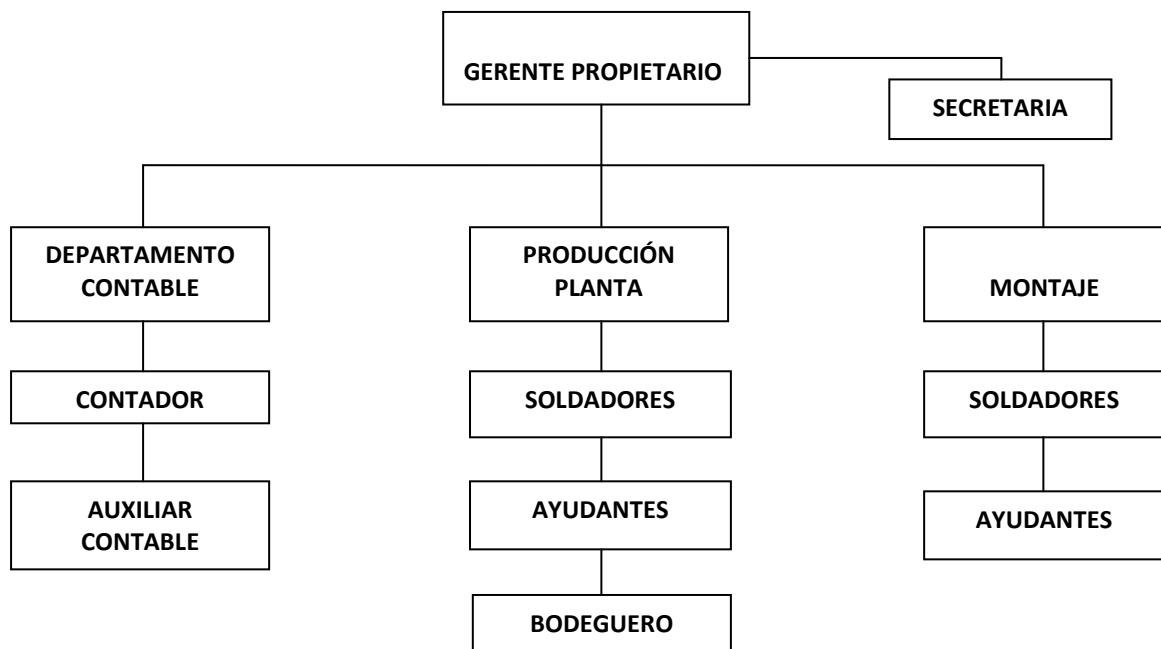 GERENTE PROPIETARIO
SECRETARIA
DEPARTAMENTO
CONTABLE
PRODUCCIÓN
PLANTA
MONTAJE
CONTADOR
SOLDADORES
SOLDADORES
AUXILIAR
CONTABLE
AYUDANTES
AYUDANTES
BODEGUERO